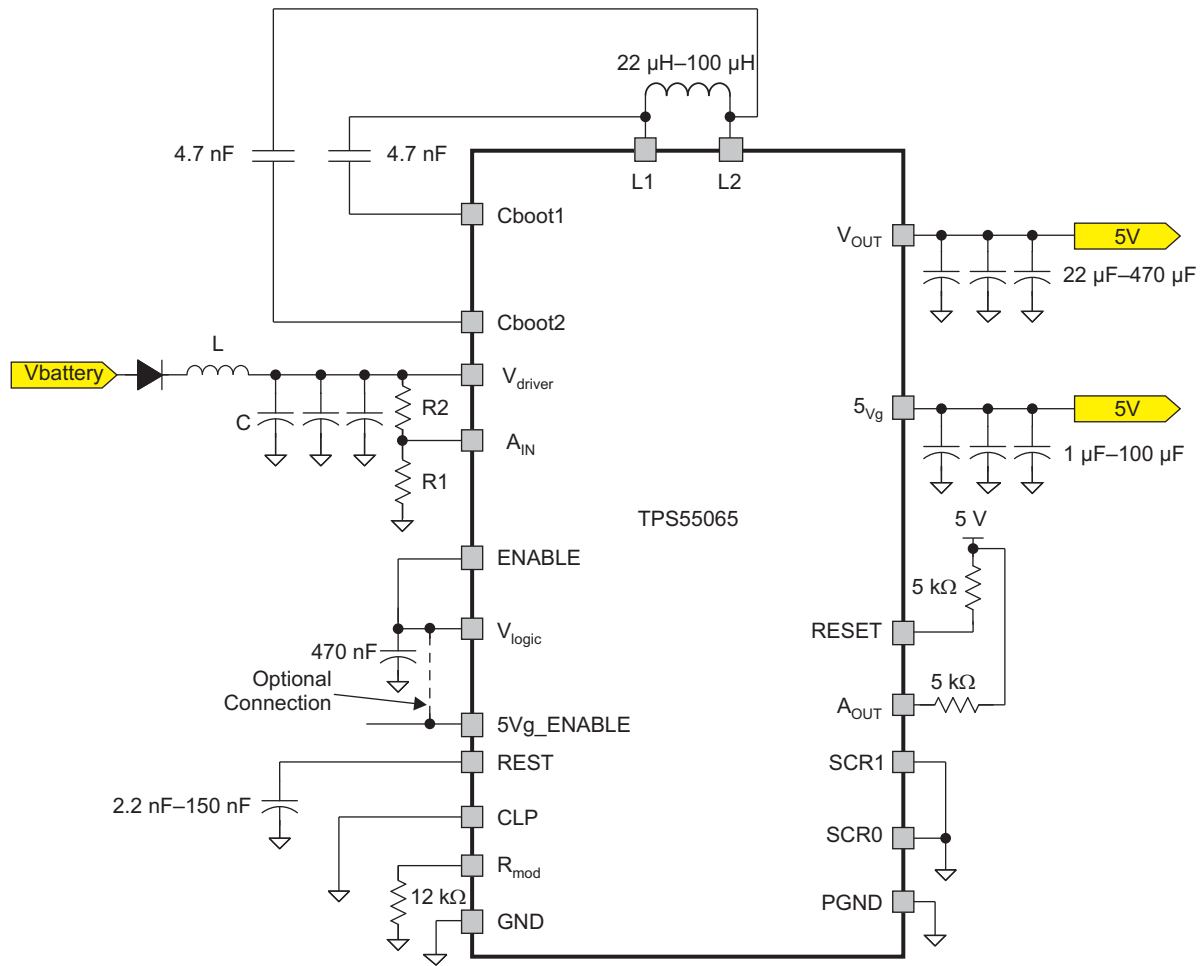 22 µH–100 µH
4.7 nF
4.7 nF
L1
L2
Cboot1
VOUT
5V
22 µF–470 µF
Cboot2
L
Vbattery
Vdriver
R2
C
AIN
R1
5Vg
5V
1 µF–100 µF
TPS55065
5 V
ENABLE
5 kΩ
RESET
Vlogic
470 nF
Optional
Connection
5 kΩ
AOUT
5Vg_ENABLE
REST
SCR1
2.2 nF–150 nF
CLP
SCR0
Rmod
12 kΩ
PGND
GND